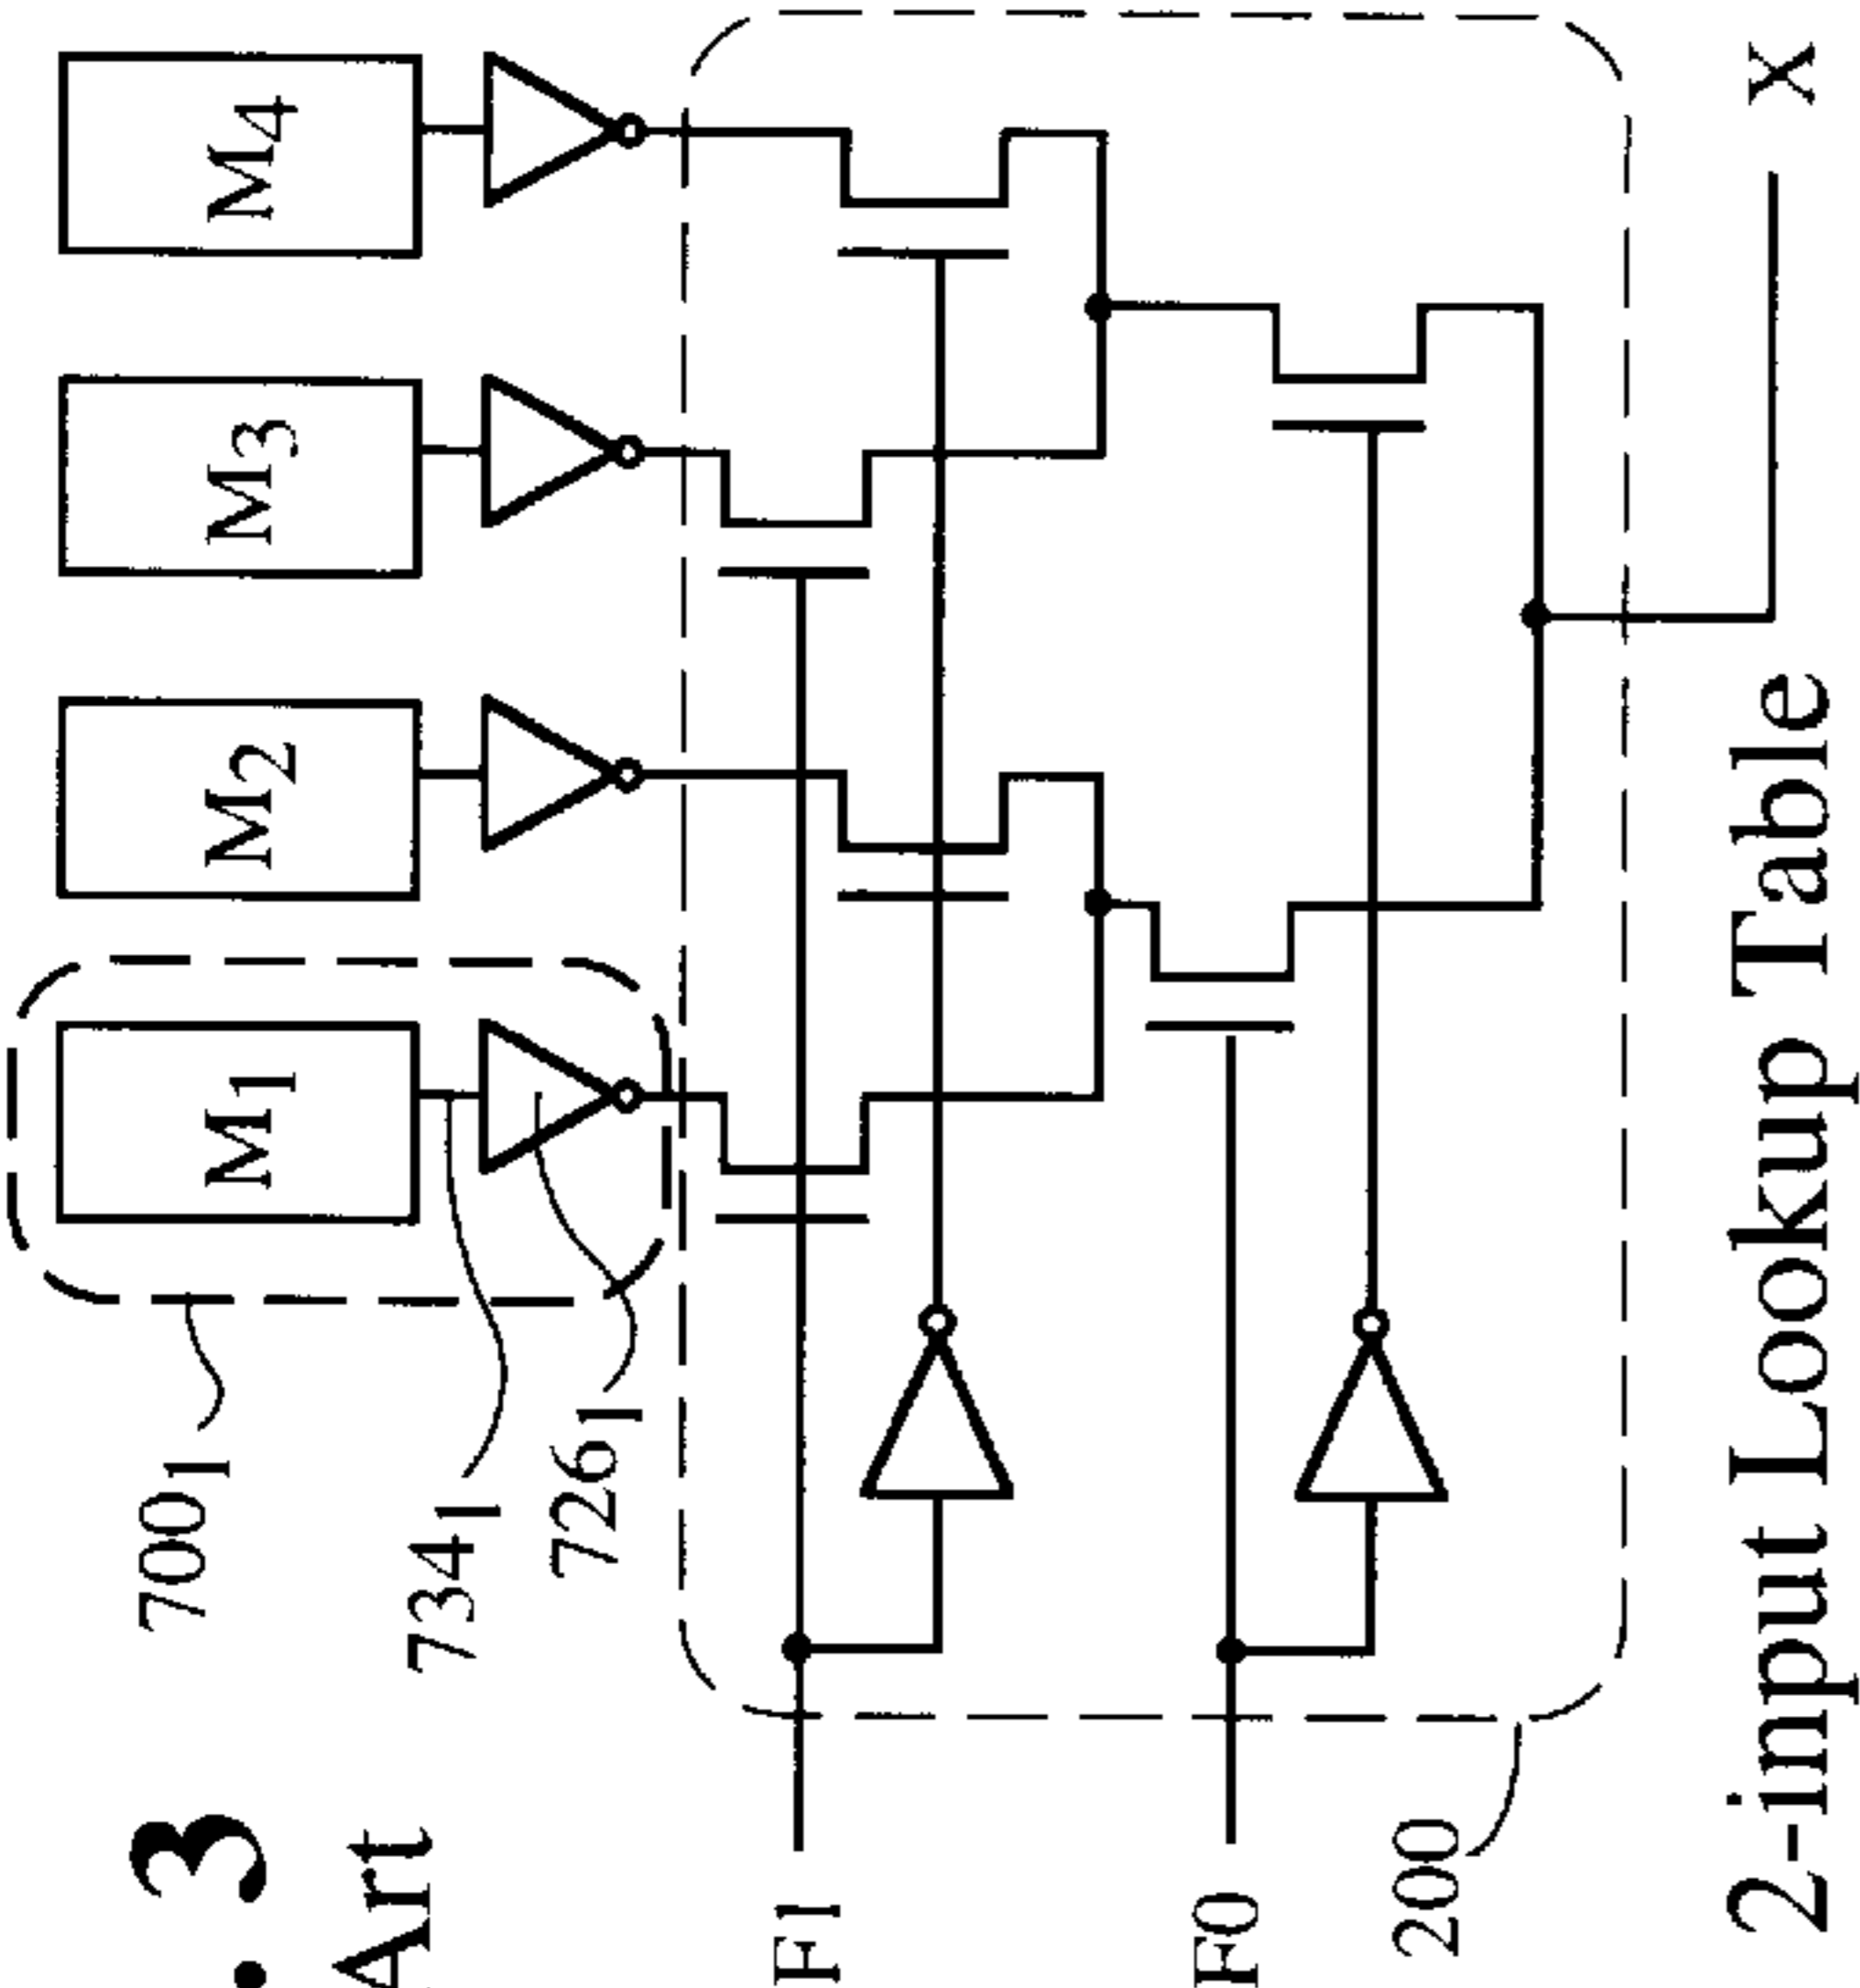 . 3
Art
700₁
734₁
726₁
M₁
M₂
M₃
M₄
F1
F0
200
X
2-input Lookup Table